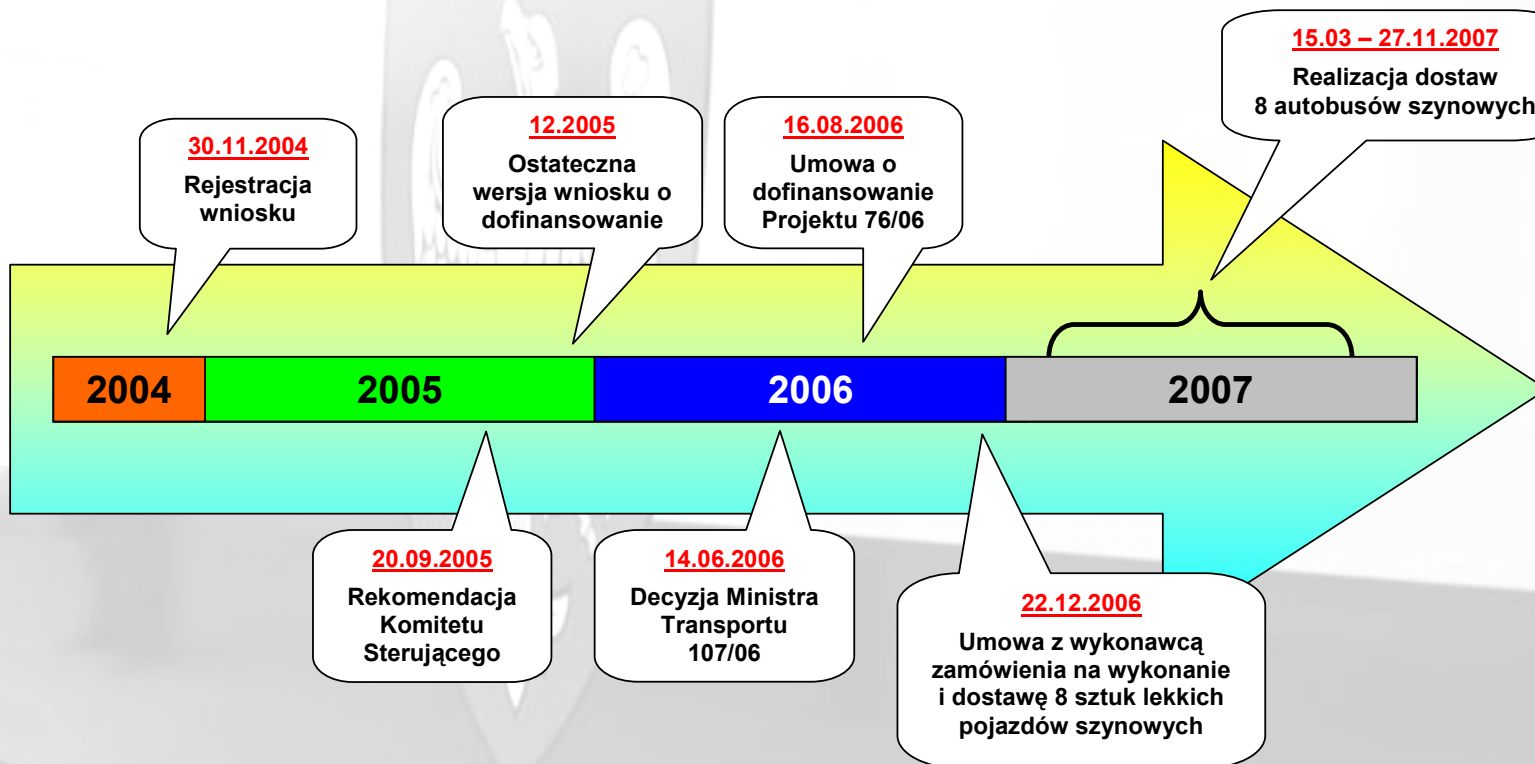 15.03 – 27.11.2007
Realizacja dostaw
8 autobusów szynowych
30.11.2004
Rejestracja
wniosku
12.2005
Ostateczna
wersja wniosku o
dofinansowanie
16.08.2006
Umowa o
dofinansowanie
Projektu 76/06
2004
2005
2006
2007
20.09.2005
Rekomendacja
Komitetu
Sterującego
14.06.2006
Decyzja Ministra
Transportu
107/06
22.12.2006
Umowa z wykonawcą
zamówienia na wykonanie
i dostawę 8 sztuk lekkich
pojazdów szynowych